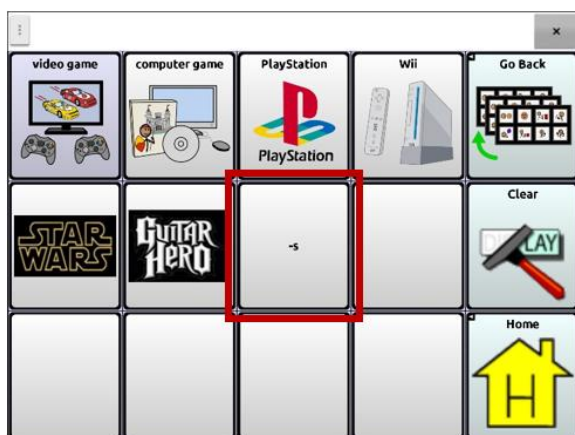 video game
computer game
PlayStation
Wii
Go Back
PlayStation
STAR
WARS
GUITAR
HERO
-s
Clear
DISPLAY
Home
H